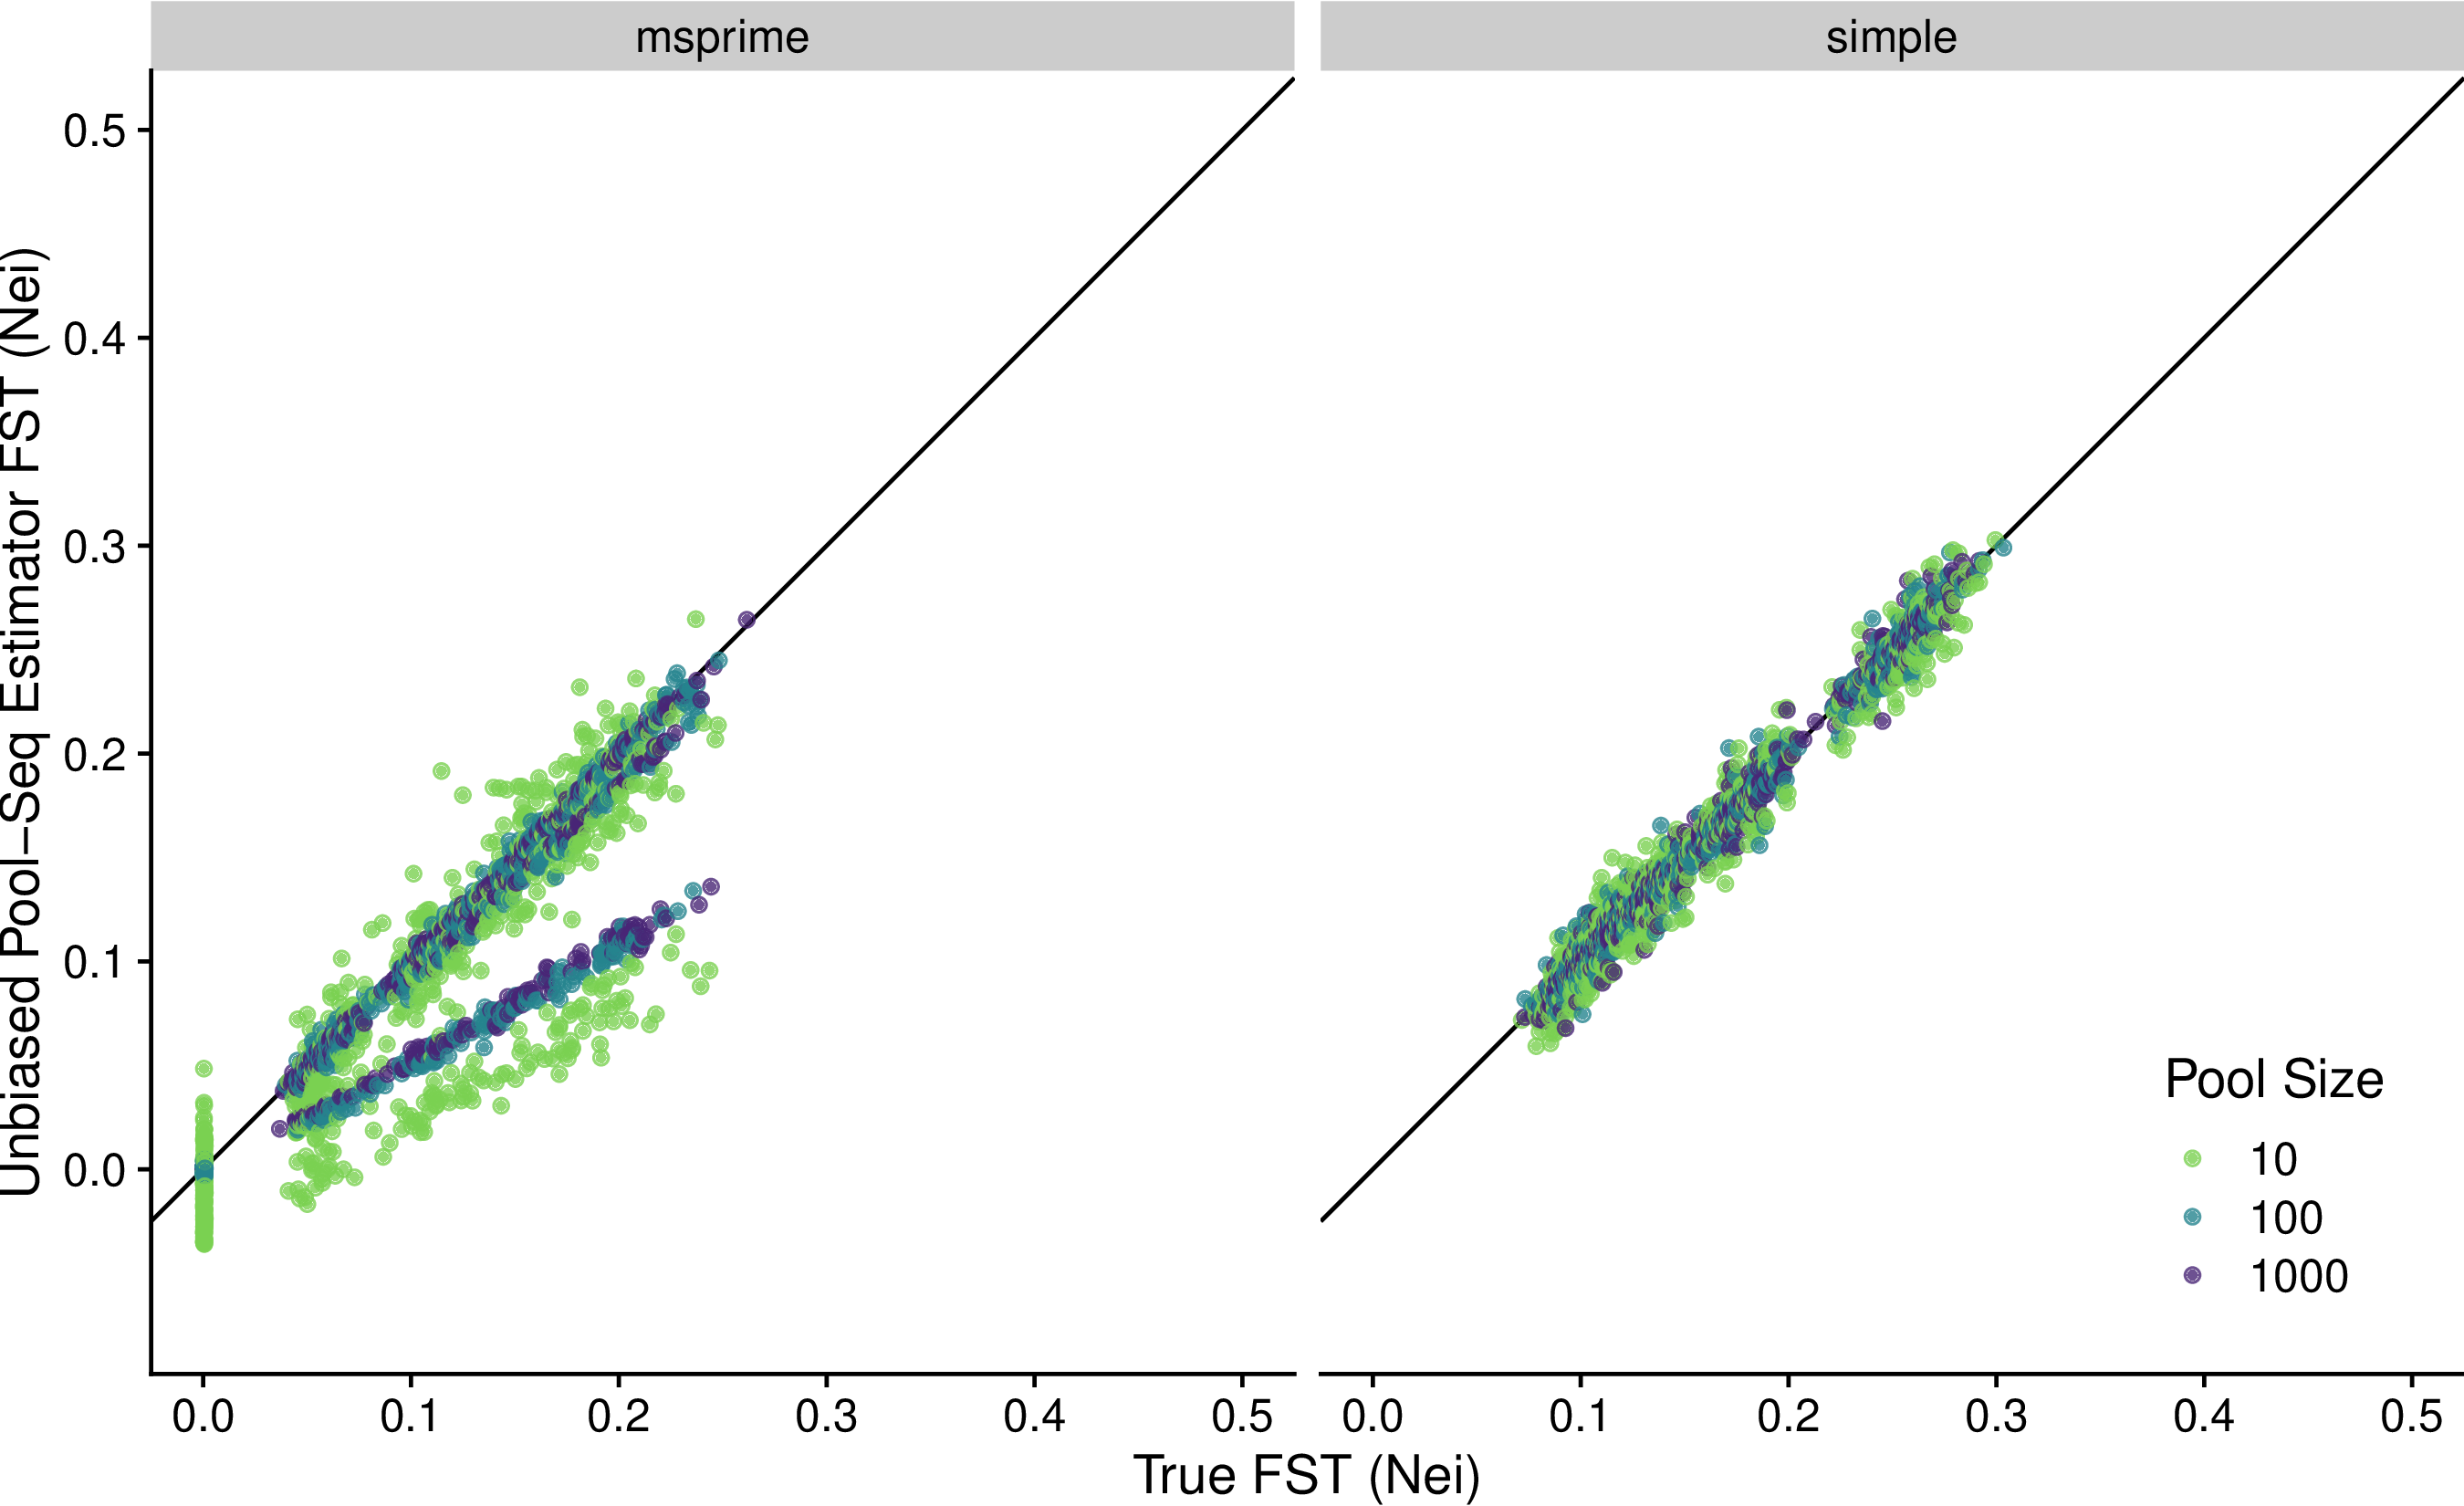 msprime
simple
Unbiased Pool−Seq Estimator FST (Nei)
0.5
0.4
0.3
0.2
0.1
0.0
Pool Size
10
100
1000
0.0 0.1 0.2 0.3 0.4 0.5
0.0 0.1 0.2 0.3 0.4 0.5
True FST (Nei)